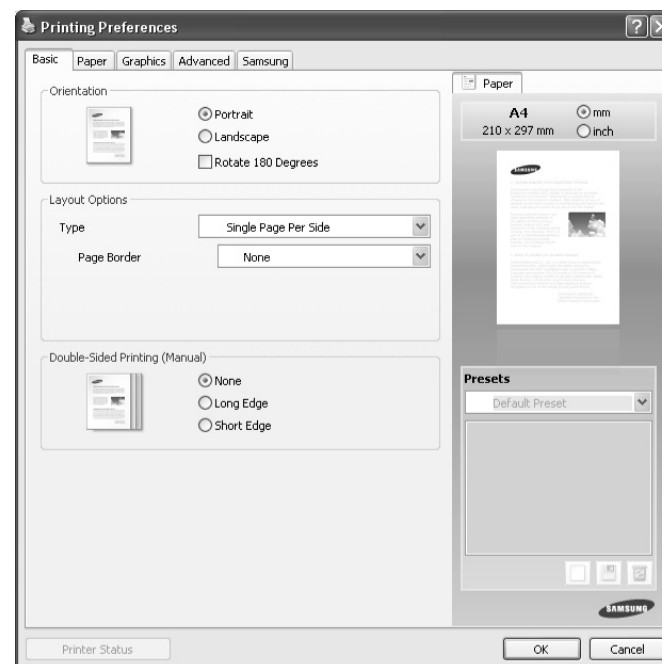 Printing Preferences
Basic Paper Graphics Advanced Samsung
Orientation
Portrait
Landscape
Rotate 180 Degrees
Layout Options
Type Single Page Per Side
Page Border None
Double-Sided Printing (Manual)
None
Long Edge
Short Edge
Paper
A4
210 x 297 mm
mm
inch
SAMSUNG
Presets
Default Preset
SAMSUNG
Printer Status OK Cancel